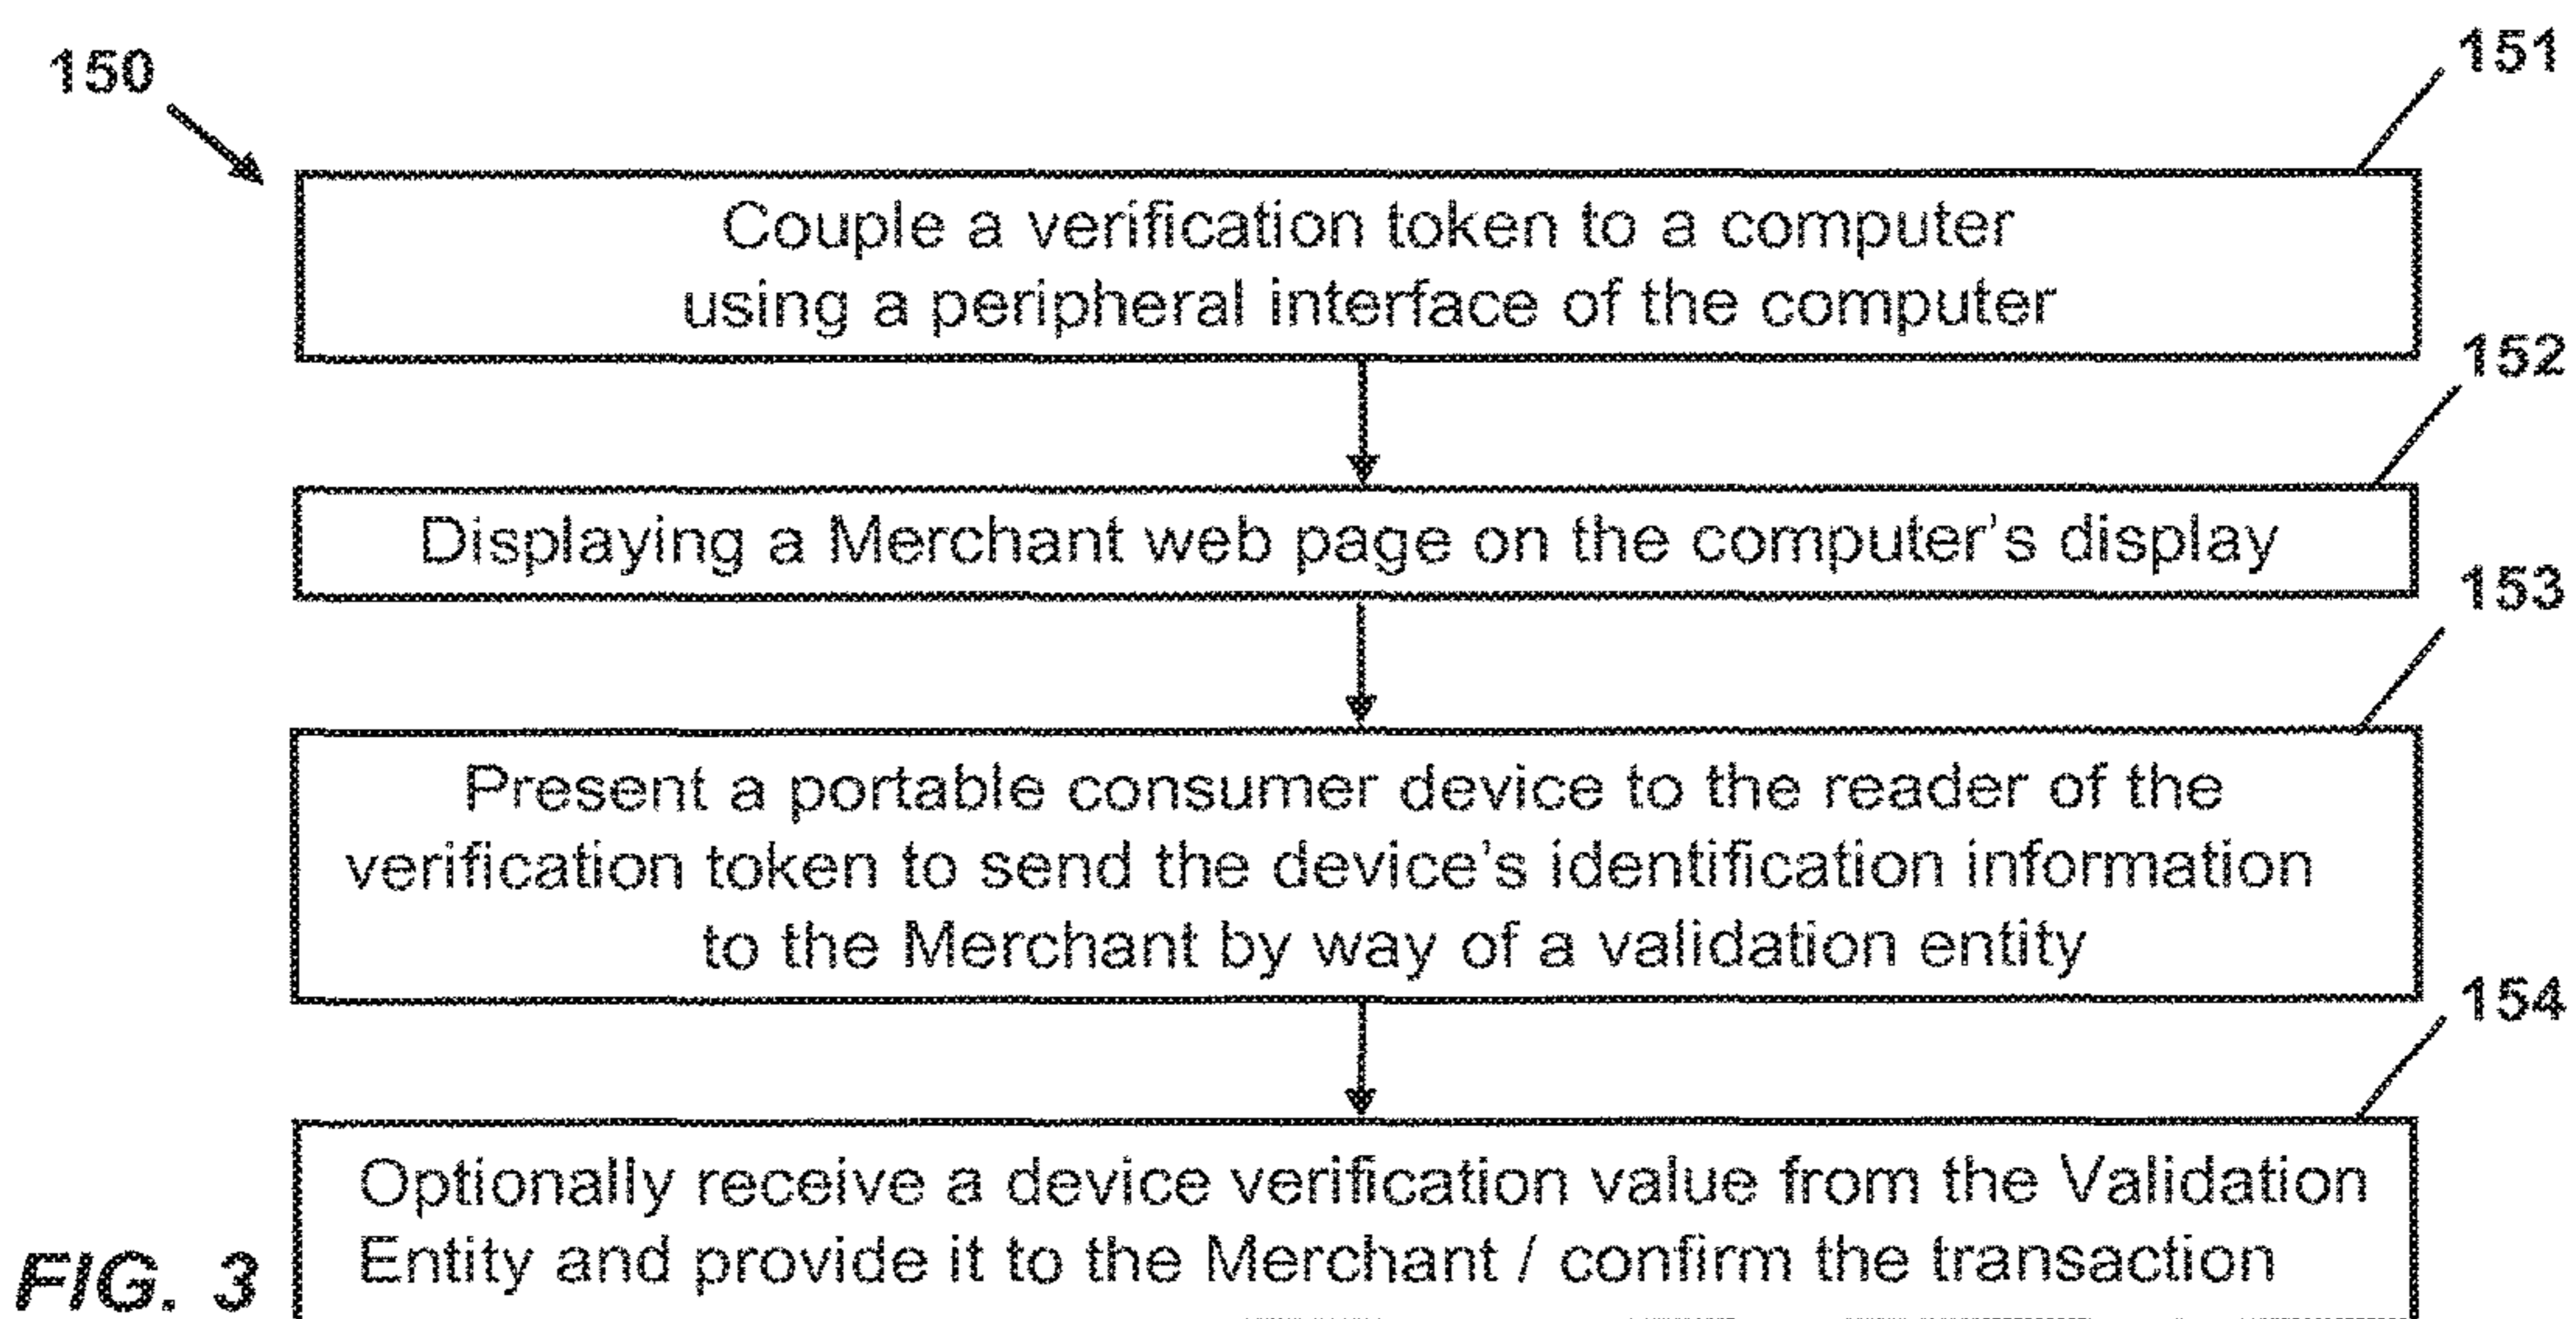 150
151
Couple a verification token to a computer
using a peripheral interface of the computer
152
Displaying a Merchant web page on the computer's display
153
Present a portable consumer device to the reader of the
verification token to send the device's identification information
to the Merchant by way of a validation entity
154
Optionally receive a device verification value from the Validation
Entity and provide it to the Merchant / confirm the transaction
FIG. 3